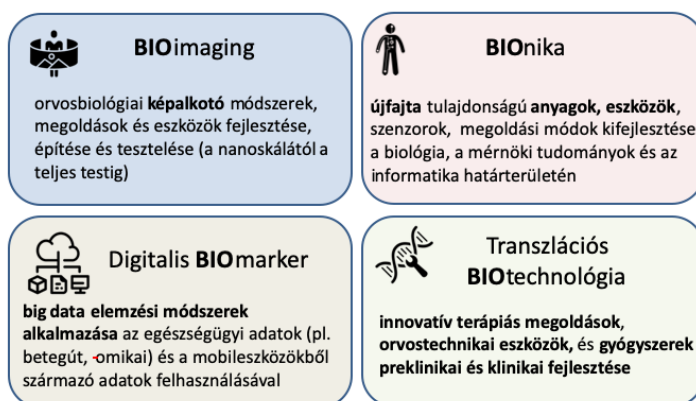 BIOimaging
orvosbiológiai képalkotó módszerek,
megoldások és eszközök fejlesztése,
építése és tesztelése (a nanoskálától a
teljes testig)
BIOnika
újfajta tulajdonságú anyagok, eszközök,
szenzorok, megoldási módok kifejlesztése
a biológia, a mérnöki tudományok és az
informatika határterületén
Digitalis BIOmarker
big data elemzési módszerek
alkalmazása az egészségügyi adatok (pl.
betegút, -omikai) és a mobileszközökből
származó adatok felhasználásával
Transzlációs
BIOtechnológia
innovatív terápiás megoldások,
orvostechnikai eszközök, és gyógyszerek
preklinikai és klinikai fejlesztése